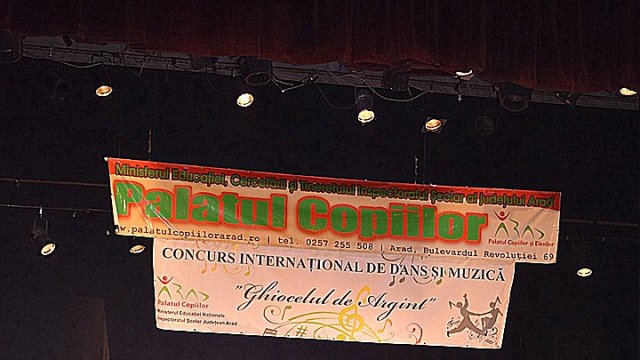 Ministerul Educației, Cercetării și Tineretului Inspectoratul Școlar al Județului Arad
Palatul Copiilor
ARAD
Palatul Copiilor și Elevilor
www.palatulcopiilorarad.ro | tel. 0257 255 508 | Arad, Bulevardul Revoluției 69
CONCURS INTERNAȚIONAL DE DANS ȘI MUZICĂ
"Ghiocelul de Argint"
ARAD
Palatul Copiilor
Ministerul Educației Naționale
Inspectoratul Școlar Județean Arad